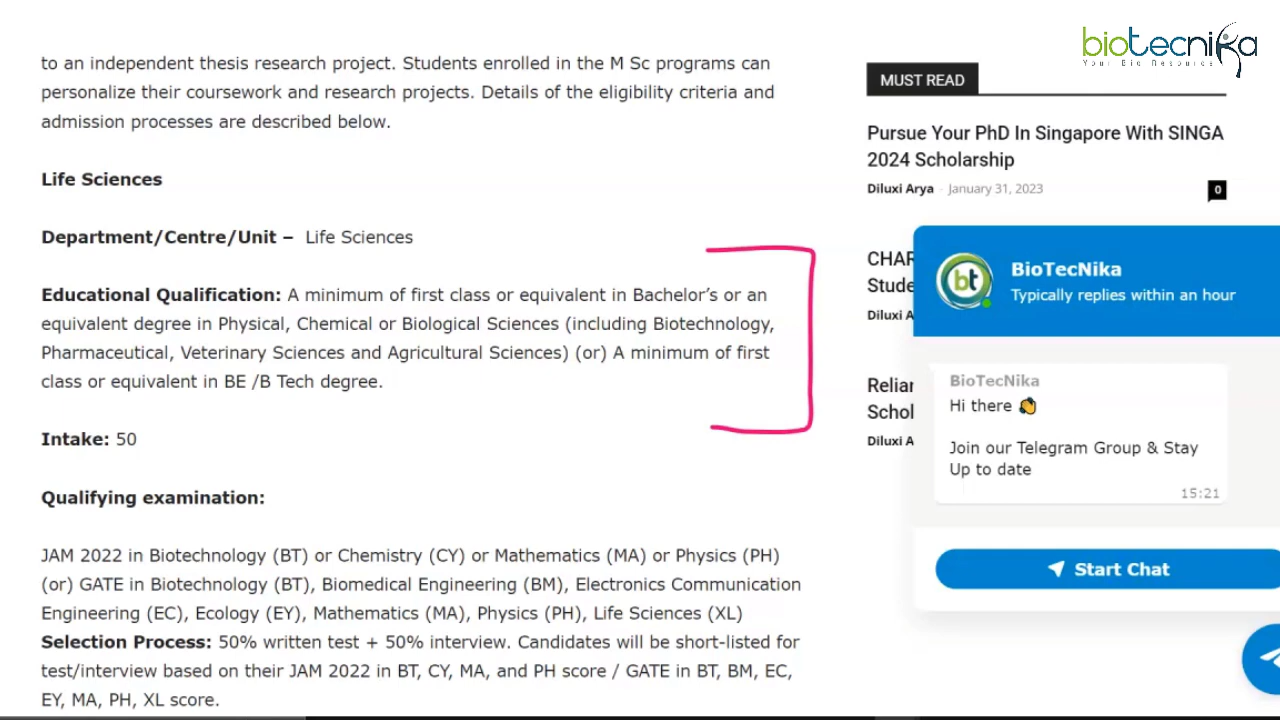 biotecnika
Your Bio Resource
to an independent thesis research project. Students enrolled in the M Sc programs can
personalize their coursework and research projects. Details of the eligibility criteria and
admission processes are described below.
Life Sciences
Department/Centre/Unit – Life Sciences
Educational Qualification: A minimum of first class or equivalent in Bachelor’s or an
equivalent degree in Physical, Chemical or Biological Sciences (including Biotechnology,
Pharmaceutical, Veterinary Sciences and Agricultural Sciences) (or) A minimum of first
class or equivalent in BE /B Tech degree.
Intake: 50
Qualifying examination:
JAM 2022 in Biotechnology (BT) or Chemistry (CY) or Mathematics (MA) or Physics (PH)
(or) GATE in Biotechnology (BT), Biomedical Engineering (BM), Electronics Communication
Engineering (EC), Ecology (EY), Mathematics (MA), Physics (PH), Life Sciences (XL)
Selection Process: 50% written test + 50% interview. Candidates will be short-listed for
test/interview based on their JAM 2022 in BT, CY, MA, and PH score / GATE in BT, BM, EC,
EY, MA, PH, XL score.
MUST READ
Pursue Your PhD In Singapore With SINGA
2024 Scholarship
Diluxi Arya - January 31, 2023
0
CHAR
Stude
Diluxi A
Relian
Schol
Diluxi A
bt
BioTecNika
Typically replies within an hour
BioTecNika
Hi there
Join our Telegram Group & Stay
Up to date
15:21
Start Chat